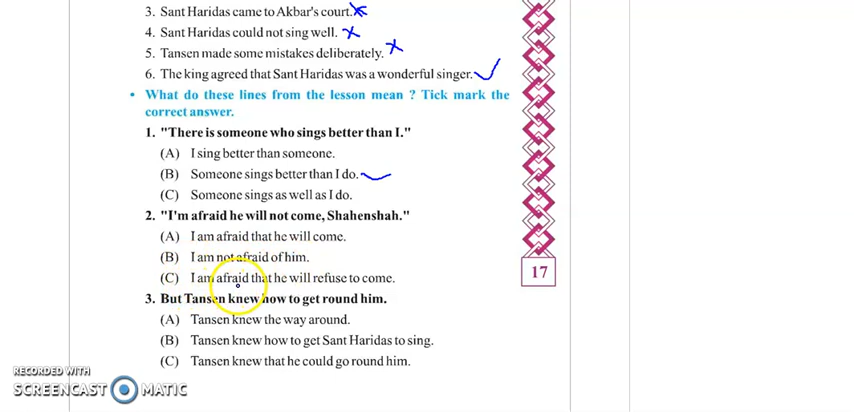 3. Sant Haridas came to Akbar's court.
4. Sant Haridas could not sing well.
5. Tansen made some mistakes deliberately.
6. The king agreed that Sant Haridas was a wonderful singer.
• What do these lines from the lesson mean ? Tick mark the
correct answer.
1. "There is someone who sings better than I."
(A) I sing better than someone.
(B) Someone sings better than I do.
(C) Someone sings as well as I do.
2. "I'm afraid he will not come, Shahenshah."
(A) I am afraid that he will come.
(B) I am not afraid of him.
(C) I am afraid that he will refuse to come.
17
3. But Tansen knew how to get round him.
(A) Tansen knew the way around.
(B) Tansen knew how to get Sant Haridas to sing.
(C) Tansen knew that he could go round him.
RECORDED WITH
SCREENCAST MATIC